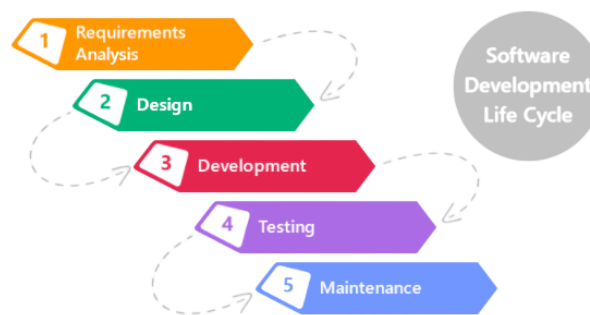 1
Requirements
Analysis
2
Design
3
Development
4
Testing
5
Maintenance
Software
Development
Life Cycle